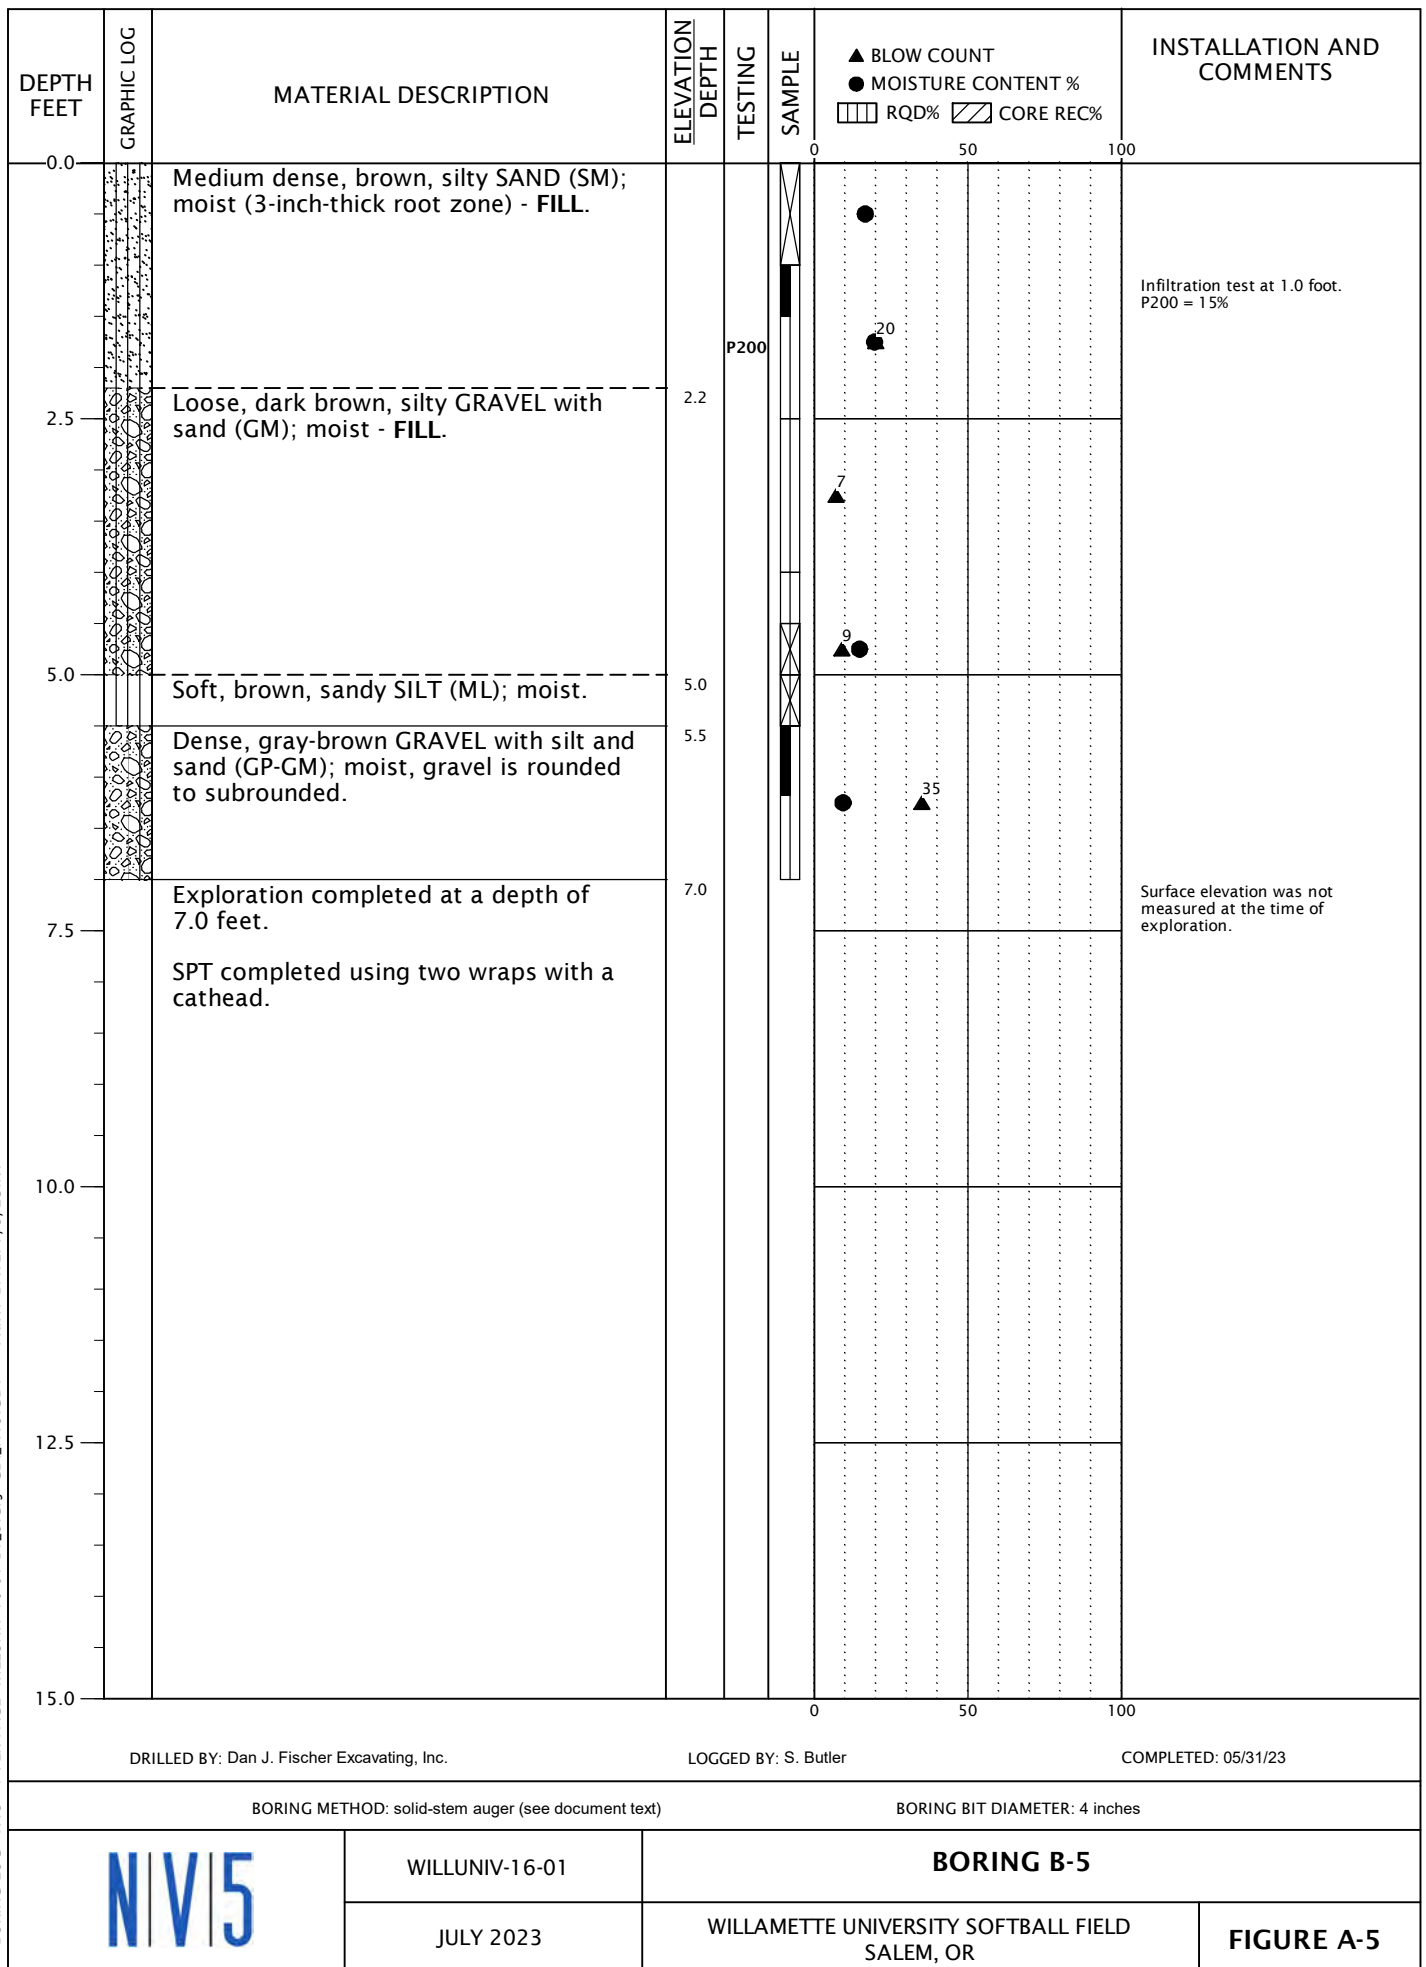 DEPTH
FEET
GRAPHIC LOG
MATERIAL DESCRIPTION
ELEVATION
DEPTH
TESTING
SAMPLE
▲ BLOW COUNT
● MOISTURE CONTENT %
RQD% CORE REC%
INSTALLATION AND
COMMENTS
0 50 100
0.0
Medium dense, brown, silty SAND (SM);
moist (3-inch-thick root zone) - FILL.
Infiltration test at 1.0 foot.
P200 = 15%
20
P200
2.2
2.5
Loose, dark brown, silty GRAVEL with
sand (GM); moist - FILL.
7
9
5.0
Soft, brown, sandy SILT (ML); moist.
5.0
Dense, gray-brown GRAVEL with silt and
sand (GP-GM); moist, gravel is rounded
to subrounded.
5.5
35
Exploration completed at a depth of
7.0 feet.
7.0
Surface elevation was not
measured at the time of
exploration.
7.5
SPT completed using two wraps with a
cathead.
10.0
12.5
15.0
0 50 100
DRILLED BY: Dan J. Fischer Excavating, Inc.
LOGGED BY: S. Butler
COMPLETED: 05/31/23
BORING METHOD: solid-stem auger (see document text)
BORING BIT DIAMETER: 4 inches
N|V|5
WILLUNIV-16-01
BORING B-5
JULY 2023
WILLAMETTE UNIVERSITY SOFTBALL FIELD
SALEM, OR
FIGURE A-5